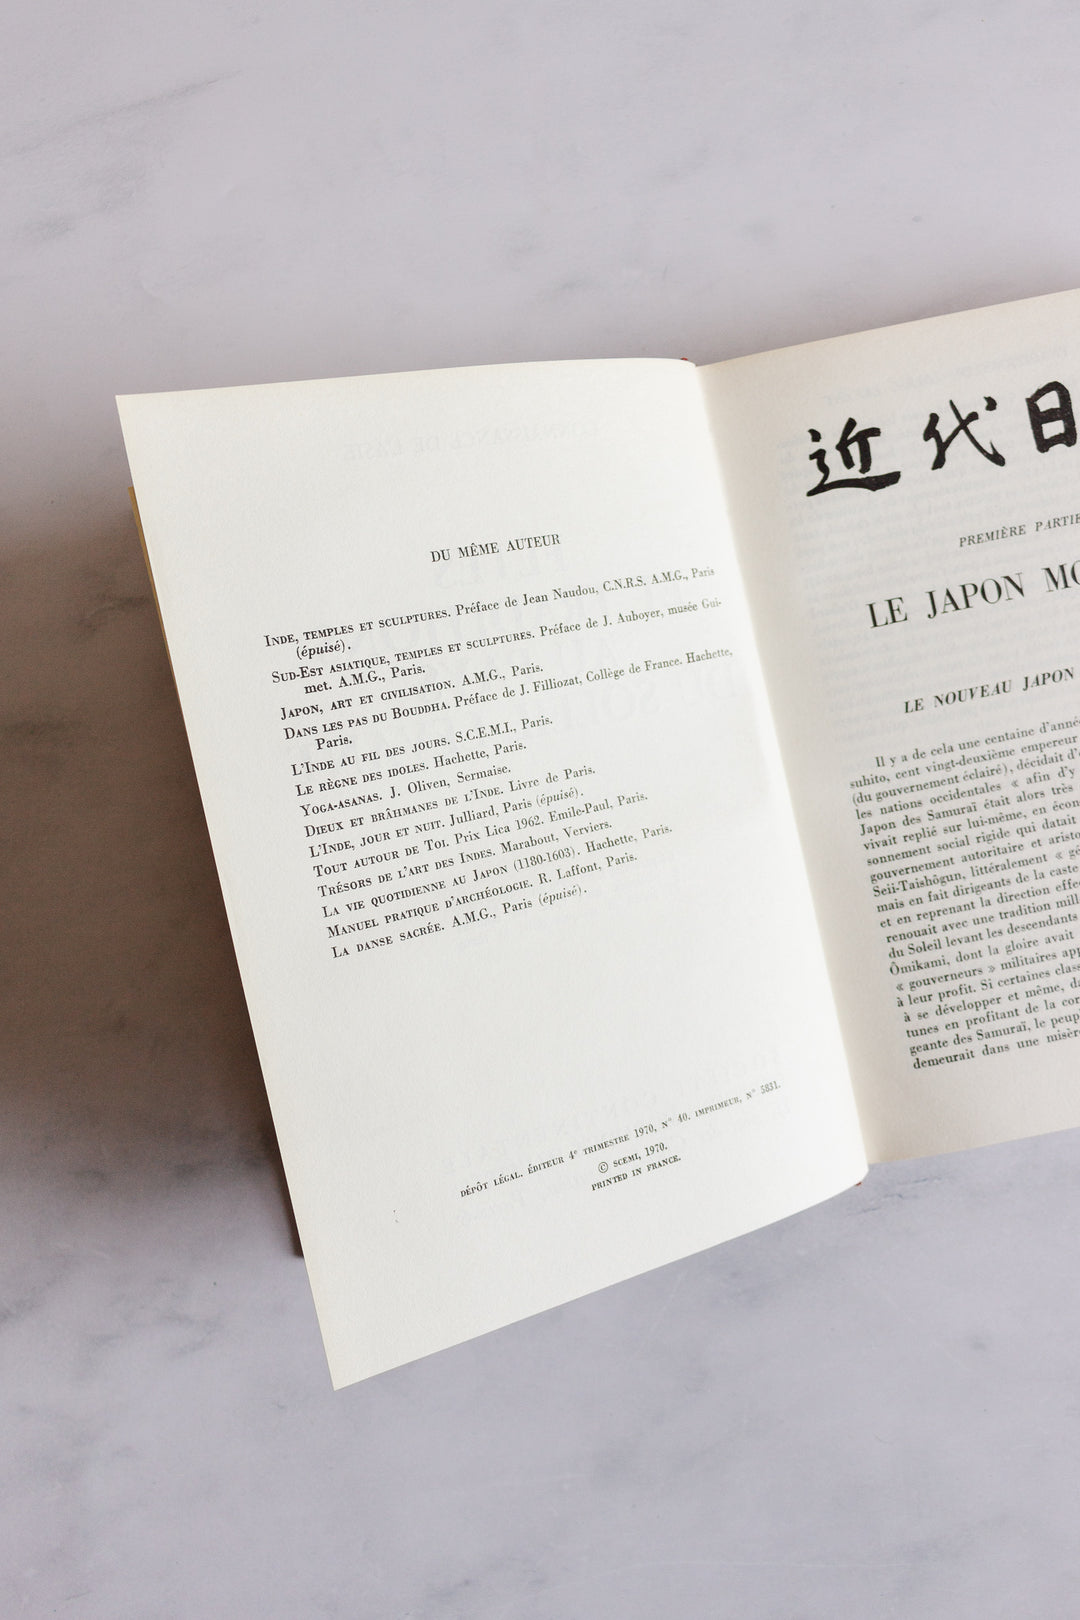 DU MÊME AUTEUR
INDE, TEMPLES ET SCULPTURES. Préface de Jean Naudou, C.N.R.S. A.M.G., Paris
(épuisé).
SUD-EST ASIATIQUE, TEMPLES ET SCULPTURES. Préface de J. Auboyer, musée Gui-
met. A.M.G., Paris.
JAPON, ART ET CIVILISATION. A.M.G., Paris.
DANS LES PAS DU BOUDDHA. Préface de J. Filliozat, Collège de France. Hachette,
Paris.
L'INDE AU FIL DES JOURS. S.C.E.M.I., Paris.
LE RÈGNE DES IDOLES. Hachette, Paris.
YOGA-ASANAS. J. Oliven, Sermaise.
DIEUX ET BRÂHMANES DE L'INDE. Livre de Paris.
L'INDE, JOUR ET NUIT. Julliard, Paris (épuisé).
TOUT AUTOUR DE TOI. Prix Lica 1962. Emile-Paul, Paris.
TRÉSORS DE L'ART DES INDES. Marabout, Verviers.
LA VIE QUOTIDIENNE AU JAPON (1180-1603). Hachette, Paris.
MANUEL PRATIQUE D'ARCHÉOLOGIE. R. Laffont, Paris.
LA DANSE SACRÉE. A.M.G., Paris (épuisé).
DÉPÔT LÉGAL. ÉDITEUR 4e TRIMESTRE 1970, N° 40. IMPRIMEUR, N° 5831.
© SCEMI, 1970.
PRINTED IN FRANCE.
近代日
PREMIÈRE PARTIE
LE JAPON MO
LE NOUVEAU JAPON
Il y a de cela une centaine d'anné
suhito, cent vingt-deuxième empereur
(du gouvernement éclairé), décidait d'
les nations occidentales « afin d'y
Japon des Samuraï était alors très
vivait replié sur lui-même, en écon
sonnement social rigide qui datait
gouvernement autoritaire et aristo
Seii-Taishôgun, littéralement « gé
mais en fait dirigeants de la caste
et en reprenant la direction effe
renouait avec une tradition mill
du Soleil levant les descendants
Ômikami, dont la gloire avait
« gouverneurs » militaires app
à leur profit. Si certaines clas
à se développer et même, da
tunes en profitant de la cor
geante des Samuraï, le peup
demeurait dans une misèr